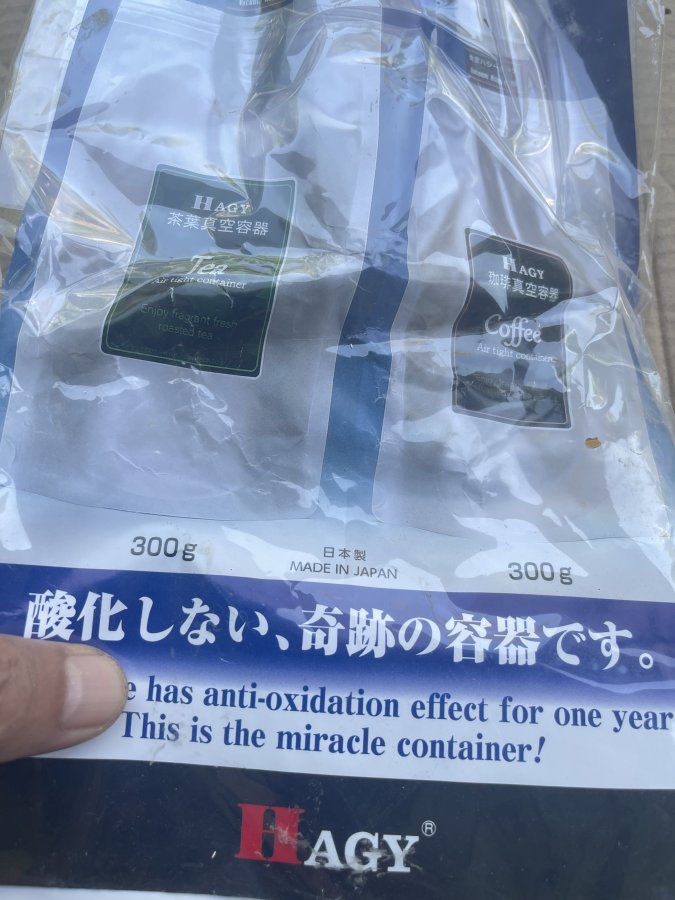 HAGY
茶葉真空容器
Tea
Air tight container
Enjoy fragrant fresh
roasted tea
HAGY
珈琲真空容器
Coffee
Air tight container
300g
日本製
MADE IN JAPAN
300g
酸化しない、奇跡の容器です。
has anti-oxidation effect for one year
This is the miracle container!
HAGY®